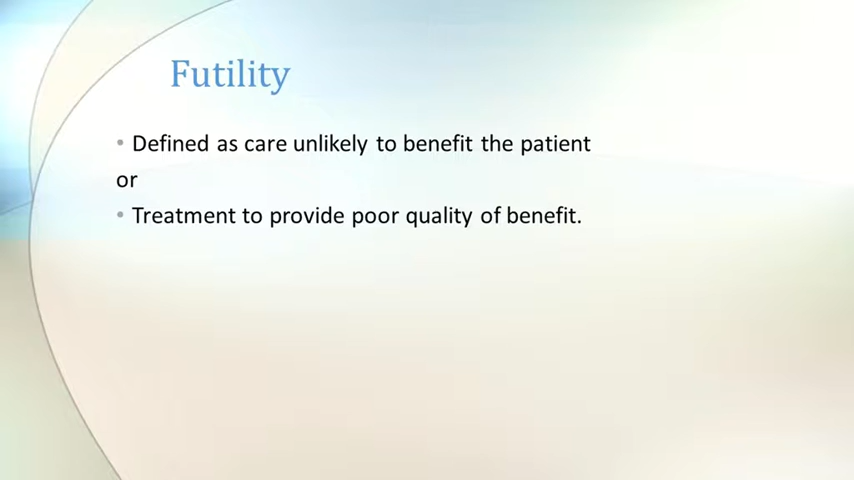 Futility
• Defined as care unlikely to benefit the patient
or
• Treatment to provide poor quality of benefit.